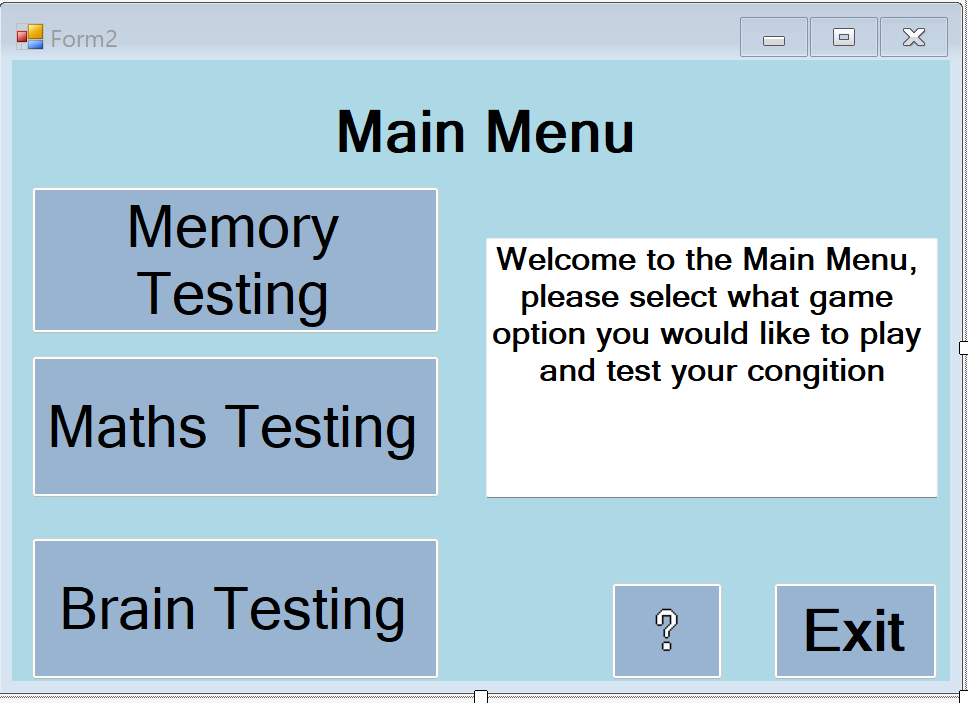 Form2
Main Menu
Memory
Testing
Welcome to the Main Menu,
please select what game
option you would like to play
and test your congition
Maths Testing
Brain Testing
?
Exit